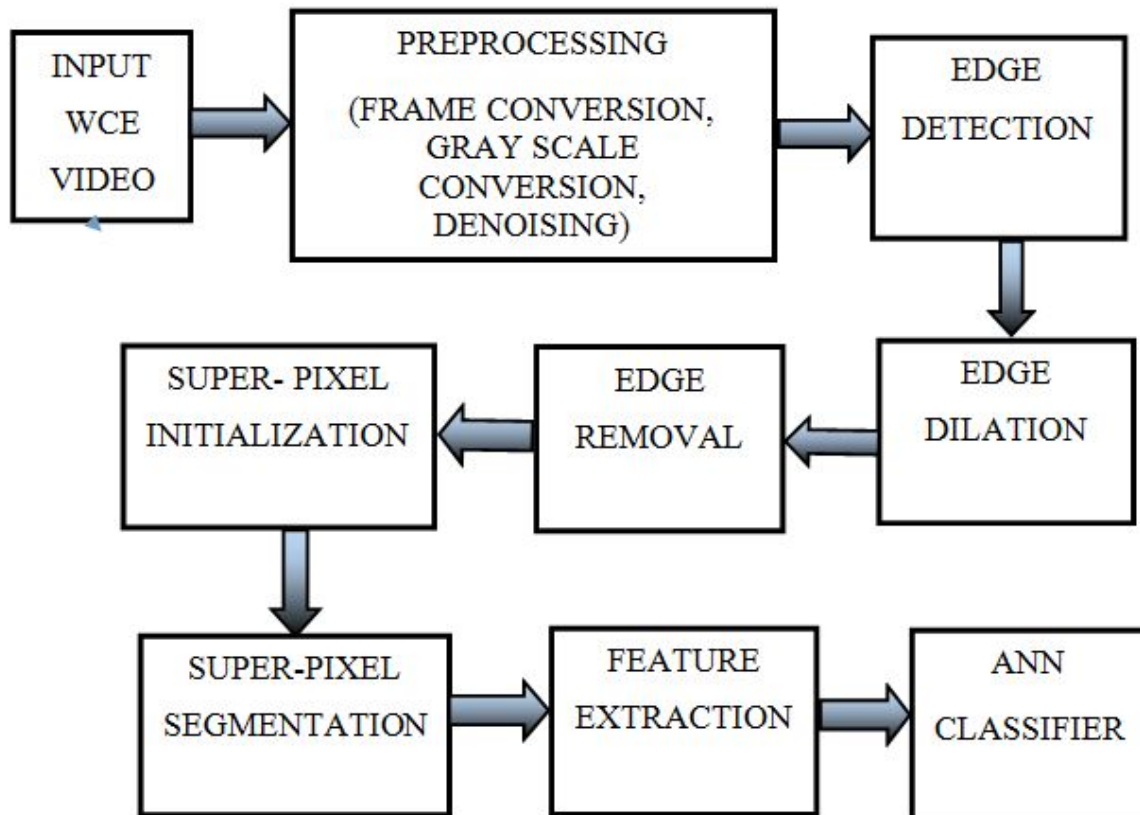 INPUT
WCE
VIDEO
PREPROCESSING
(FRAME CONVERSION,
GRAY SCALE
CONVERSION,
DENOISING)
EDGE
DETECTION
EDGE
DILATION
EDGE
REMOVAL
SUPER- PIXEL
INITIALIZATION
SUPER-PIXEL
SEGMENTATION
FEATURE
EXTRACTION
ANN
CLASSIFIER